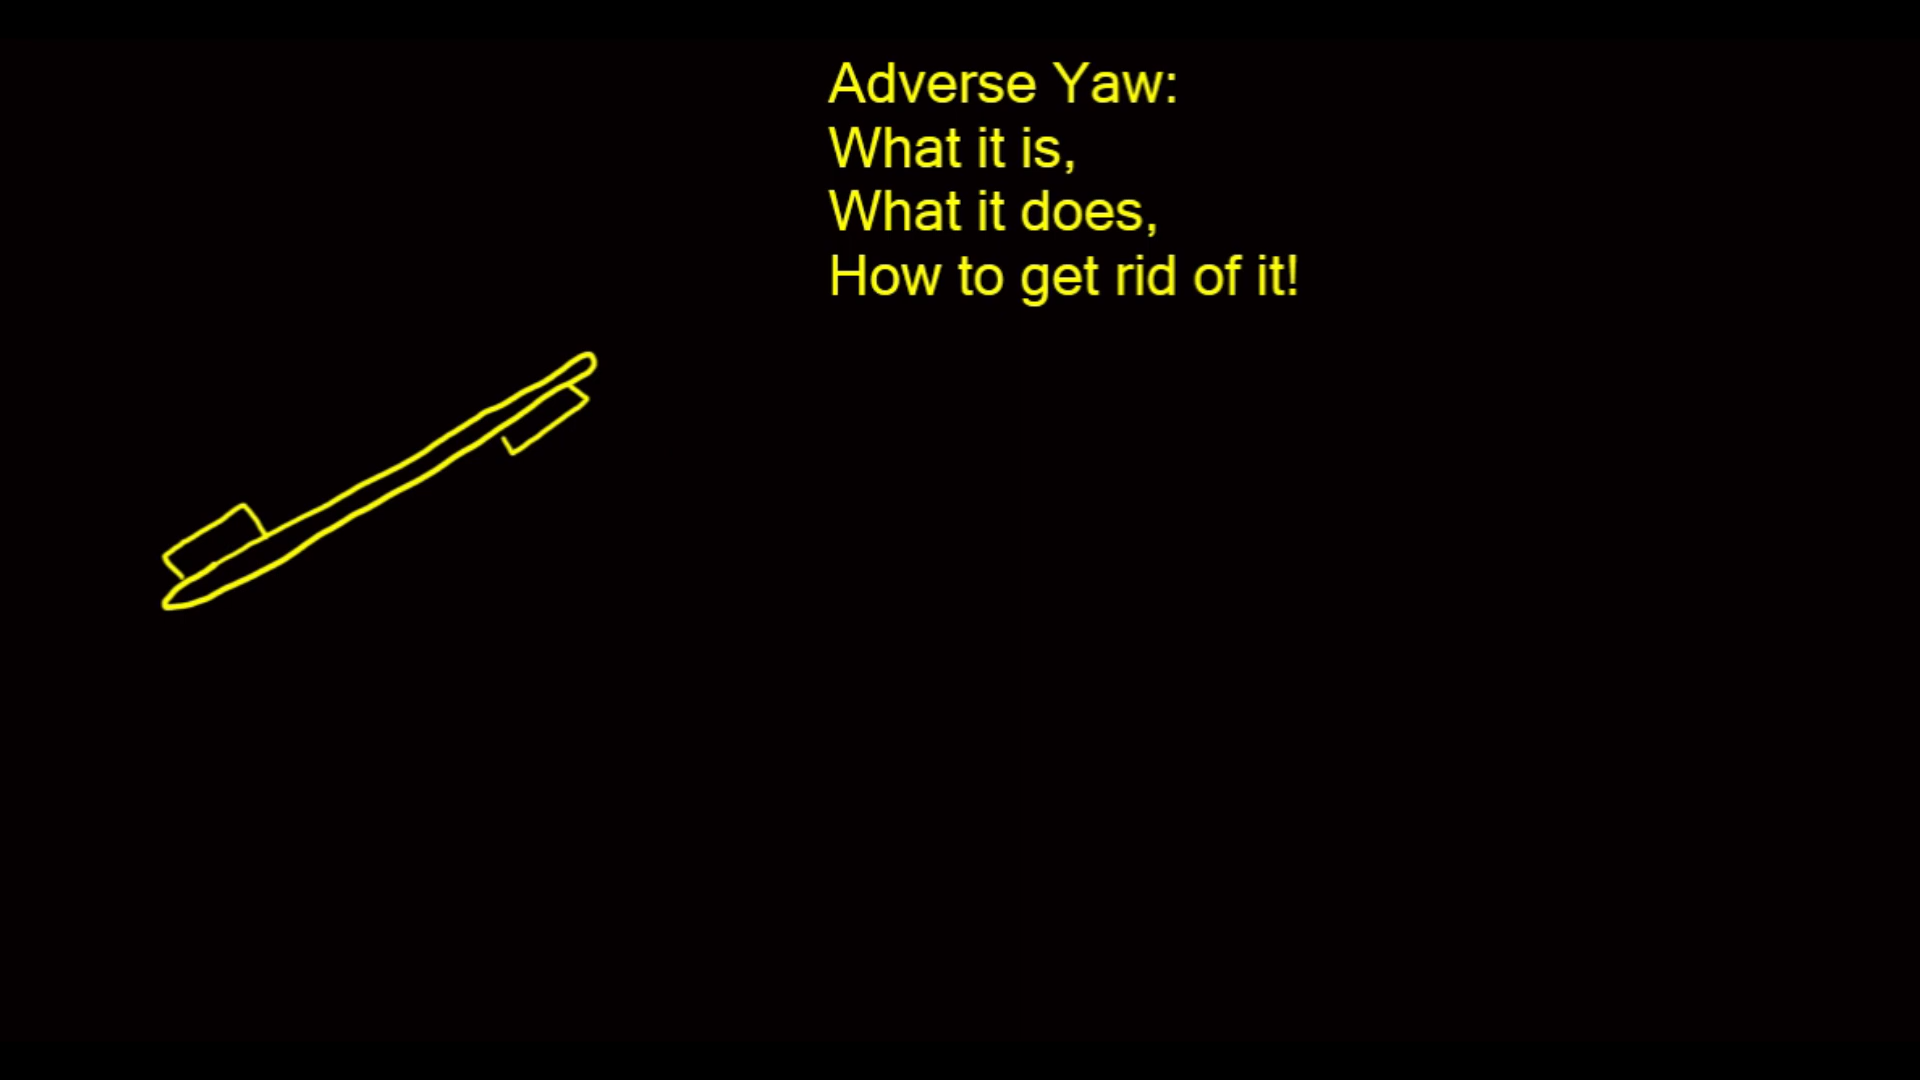 Adverse Yaw:
What it is,
What it does,
How to get rid of it!